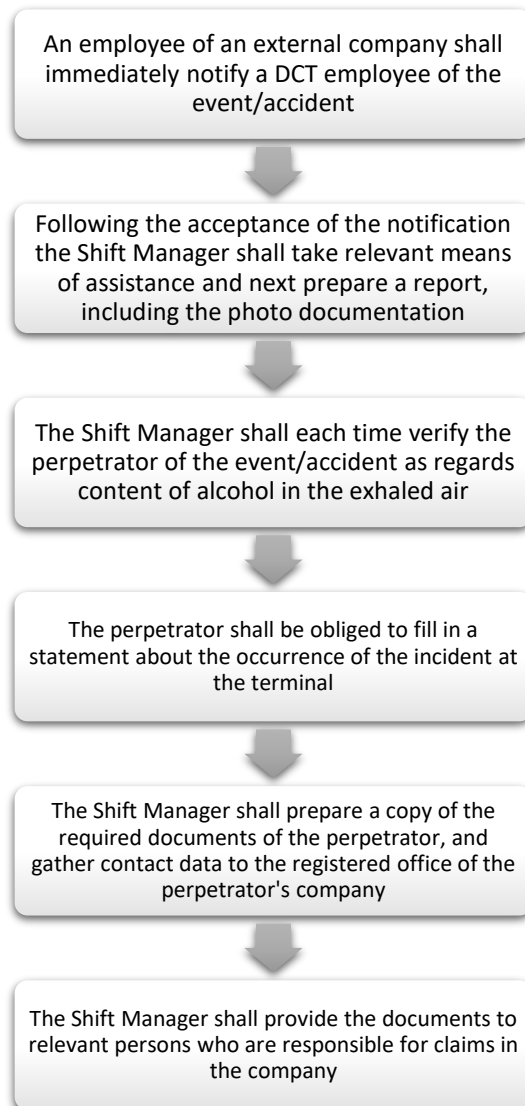 An employee of an external company shall
immediately notify a DCT employee of the
event/accident
Following the acceptance of the notification
the Shift Manager shall take relevant means
of assistance and next prepare a report,
including the photo documentation
The Shift Manager shall each time verify the
perpetrator of the event/accident as regards
content of alcohol in the exhaled air
The perpetrator shall be obliged to fill in a
statement about the occurrence of the incident at
the terminal
The Shift Manager shall prepare a copy of the
required documents of the perpetrator, and
gather contact data to the registered office of the
perpetrator's company
The Shift Manager shall provide the documents to
relevant persons who are responsible for claims in
the company